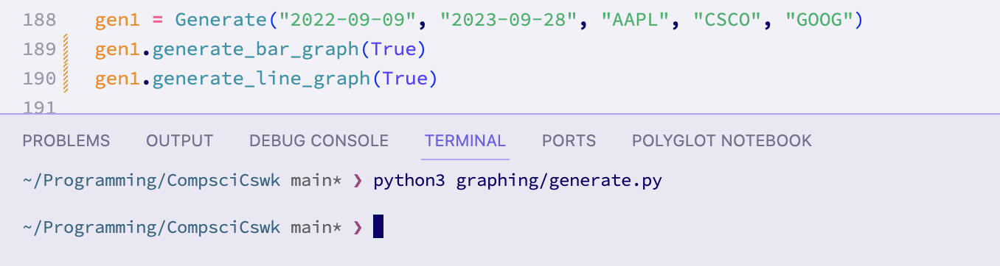 188 gen1 = Generate("2022-09-09", "2023-09-28", "AAPL", "CSCO", "GOOG")
189 gen1.generate_bar_graph(True)
190 gen1.generate_line_graph(True)
191
PROBLEMS OUTPUT DEBUG CONSOLE TERMINAL PORTS POLYGLOT NOTEBOOK
~/Programming/CompsciCswk main* ❯ python3 graphing/generate.py
~/Programming/CompsciCswk main* ❯